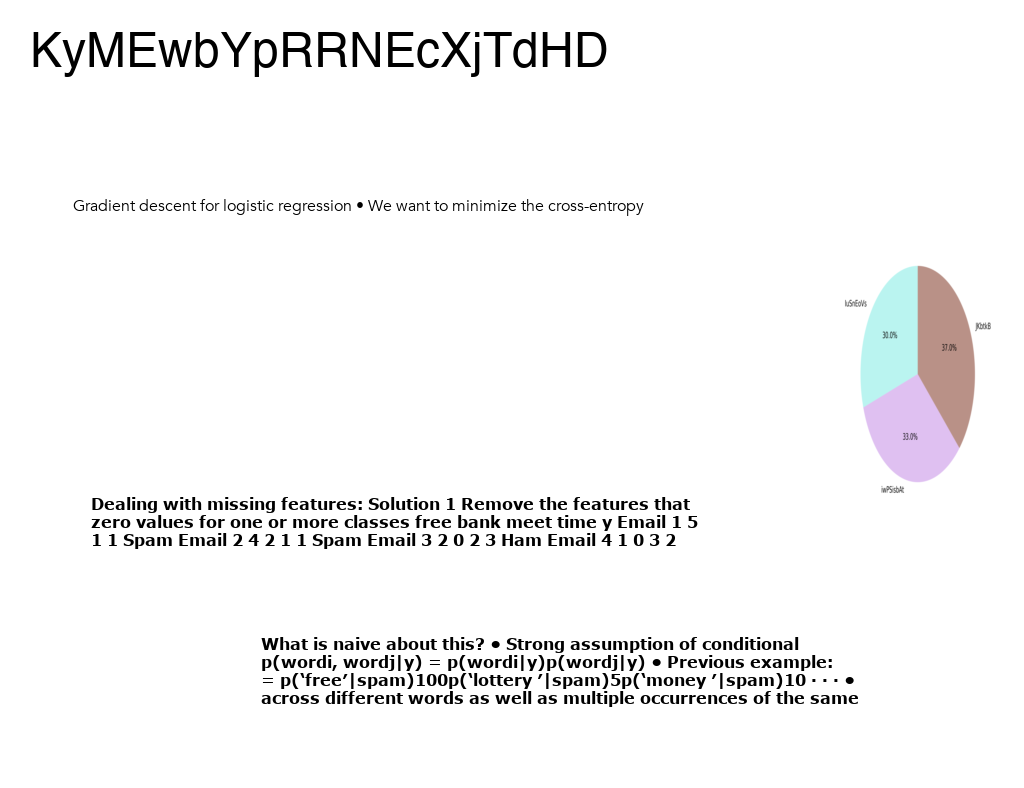 KyMEwbYpRRNEcXjTdHD
Gradient descent for logistic regression • We want to minimize the cross-entropy
IuSnEoVs
JKbtkB
30.0%
37.0%
33.0%
iwPSisbAt
Dealing with missing features: Solution 1 Remove the features that
zero values for one or more classes free bank meet time y Email 1 5
1 1 Spam Email 2 4 2 1 1 Spam Email 3 2 0 2 3 Ham Email 4 1 0 3 2
What is naive about this? • Strong assumption of conditional
p(wordi, wordj|y) = p(wordi|y)p(wordj|y) • Previous example:
= p(‘free’|spam)100p(‘lottery ’|spam)5p(‘money ’|spam)10 · · · •
across different words as well as multiple occurrences of the same